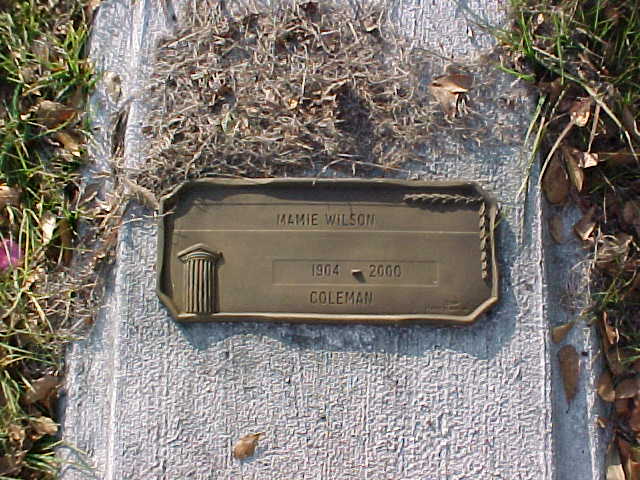 MAMIE WILSON
1904 - 2000
COLEMAN